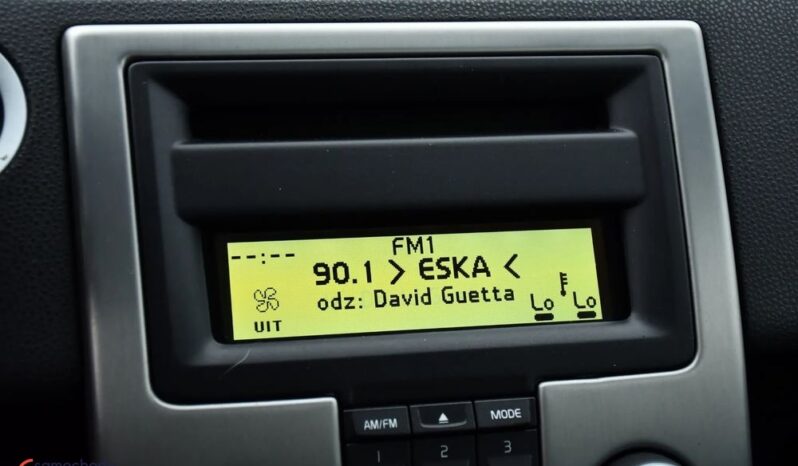 FM1
--:--
90.1 > ESKA <
odz: David Guetta
Lo Lo
UIT
AM/FM
MODE
1 2 3